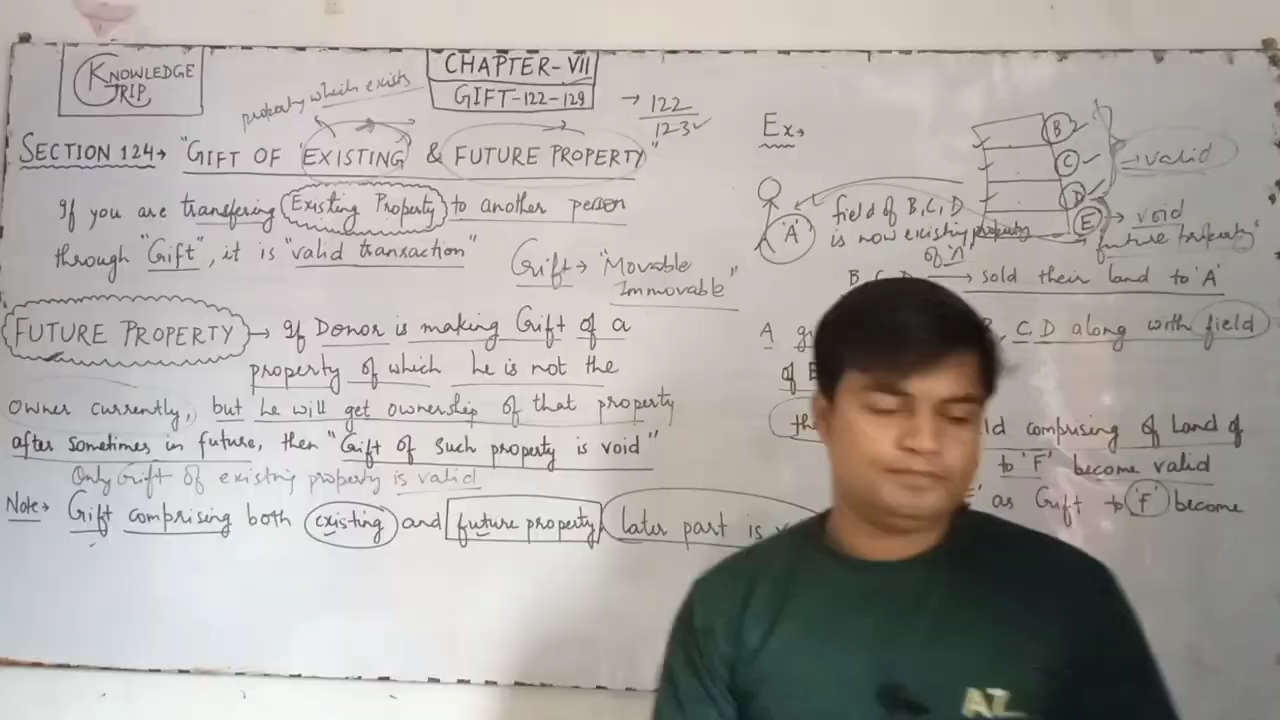 KNOWLEDGE
GRIP
CHAPTER-VII
GIFT-122-129
→ 122
123✓
property which exists
SECTION 124→ "GIFT OF EXISTING & FUTURE PROPERTY"
If you are transfering Existing Property to another person
through "Gift", it is "valid transaction"
Gift → "Movable
Immovable"
FUTURE PROPERTY → If Donor is making Gift of a
property of which he is not the
owner currently, but he will get ownership of that property
after sometimes in future, then "Gift of such property is void"
Only Gift of existing property is valid
Note→ Gift comprising both existing and future property, later part is
Ex→
B ✓
C ✓
D ✓
→ valid
E → void
"future property"
'A'
field of B, C, D
is now existing property
of 'A'
B, C, D → sold their land to 'A'
A C, D along with field
of E
ld comprising of Land of
to 'F' become valid
as Gift to 'F' become
AZ